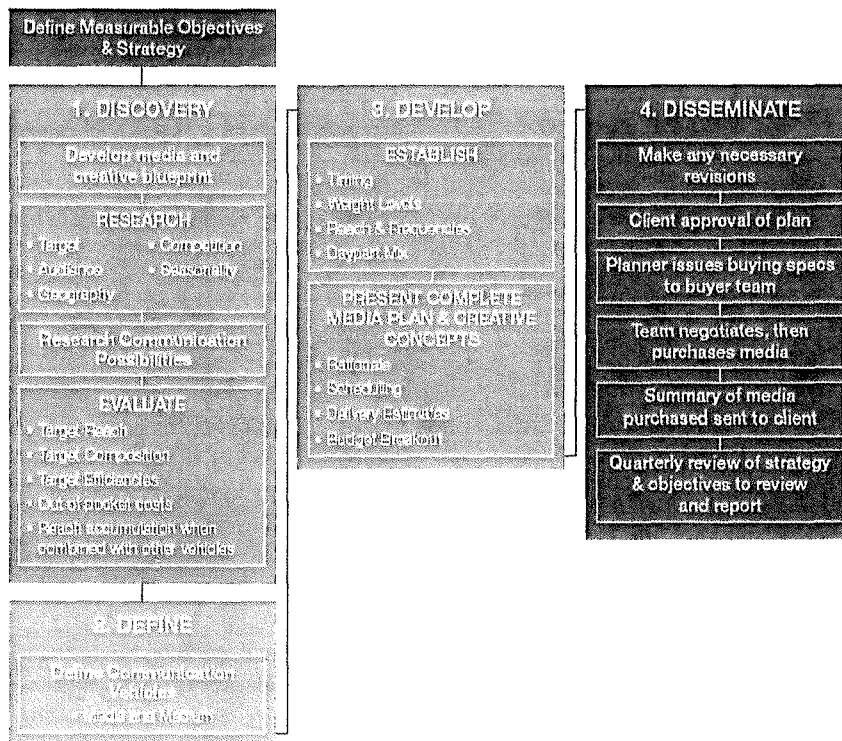 Define Measurable Objectives
& Strategy
1. DISCOVERY
Develop media and
creative blueprint
RESEARCH
• Target
• Audience
• Geography
• Competition
• Seasonality
Research Communication
Possibilities
EVALUATE
• Target Reach
• Target Composition
• Target Efficiencies
• Out of pocket costs
• Reach accumulation when
combined with other vehicles
2. DEFINE
Define Communication
Vehicles
• Media and Medium
3. DEVELOP
ESTABLISH
• Timing
• Weight Levels
• Reach & Frequencies
• Daypart Mix
PRESENT COMPLETE
MEDIA PLAN & CREATIVE
CONCEPTS
• Rationale
• Scheduling
• Delivery Estimates
• Budget Breakout
4. DISSEMINATE
Make any necessary
revisions
Client approval of plan
Planner issues buying specs
to buyer team
Team negotiates, then
purchases media
Summary of media
purchased sent to client
Quarterly review of strategy
& objectives to review
and report